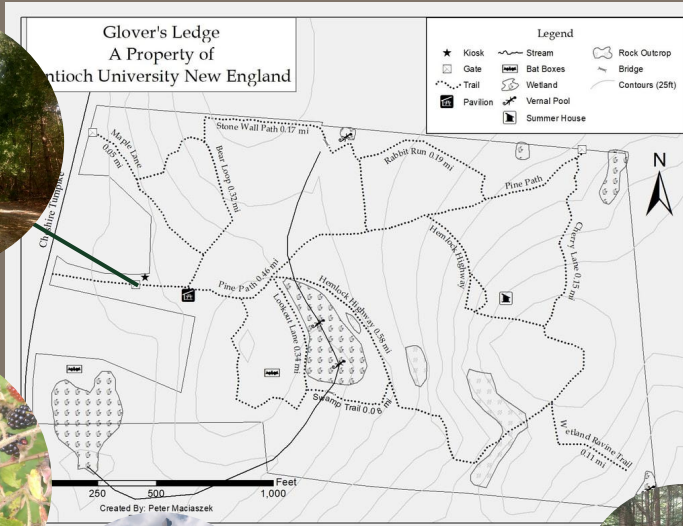 Glover's Ledge
A Property of
ntioch University New England
Legend
Kiosk
Gate
Trail
Pavilion
Stream
Bat Boxes
Wetland
Vernal Pool
Summer House
Rock Outcrop
Bridge
Contours (25ft)
N
Stone Wall Path 0.17 mi
Maple Lane
0.05 mi
Bear Loop 0.32 mi
Rabbit Run 0.19 mi
Pine Path
Cherry Lane 0.15 mi
Hemlock Highway
Pine Path 0.46 mi
Hemlock Highway 0.58 mi
Lookout Lane 0.34 mi
Swamp Trail 0.08 mi
Wetland Ravine Trail
0.11 mi
Feet
250 500 1,000
Created By: Peter Maciaszek